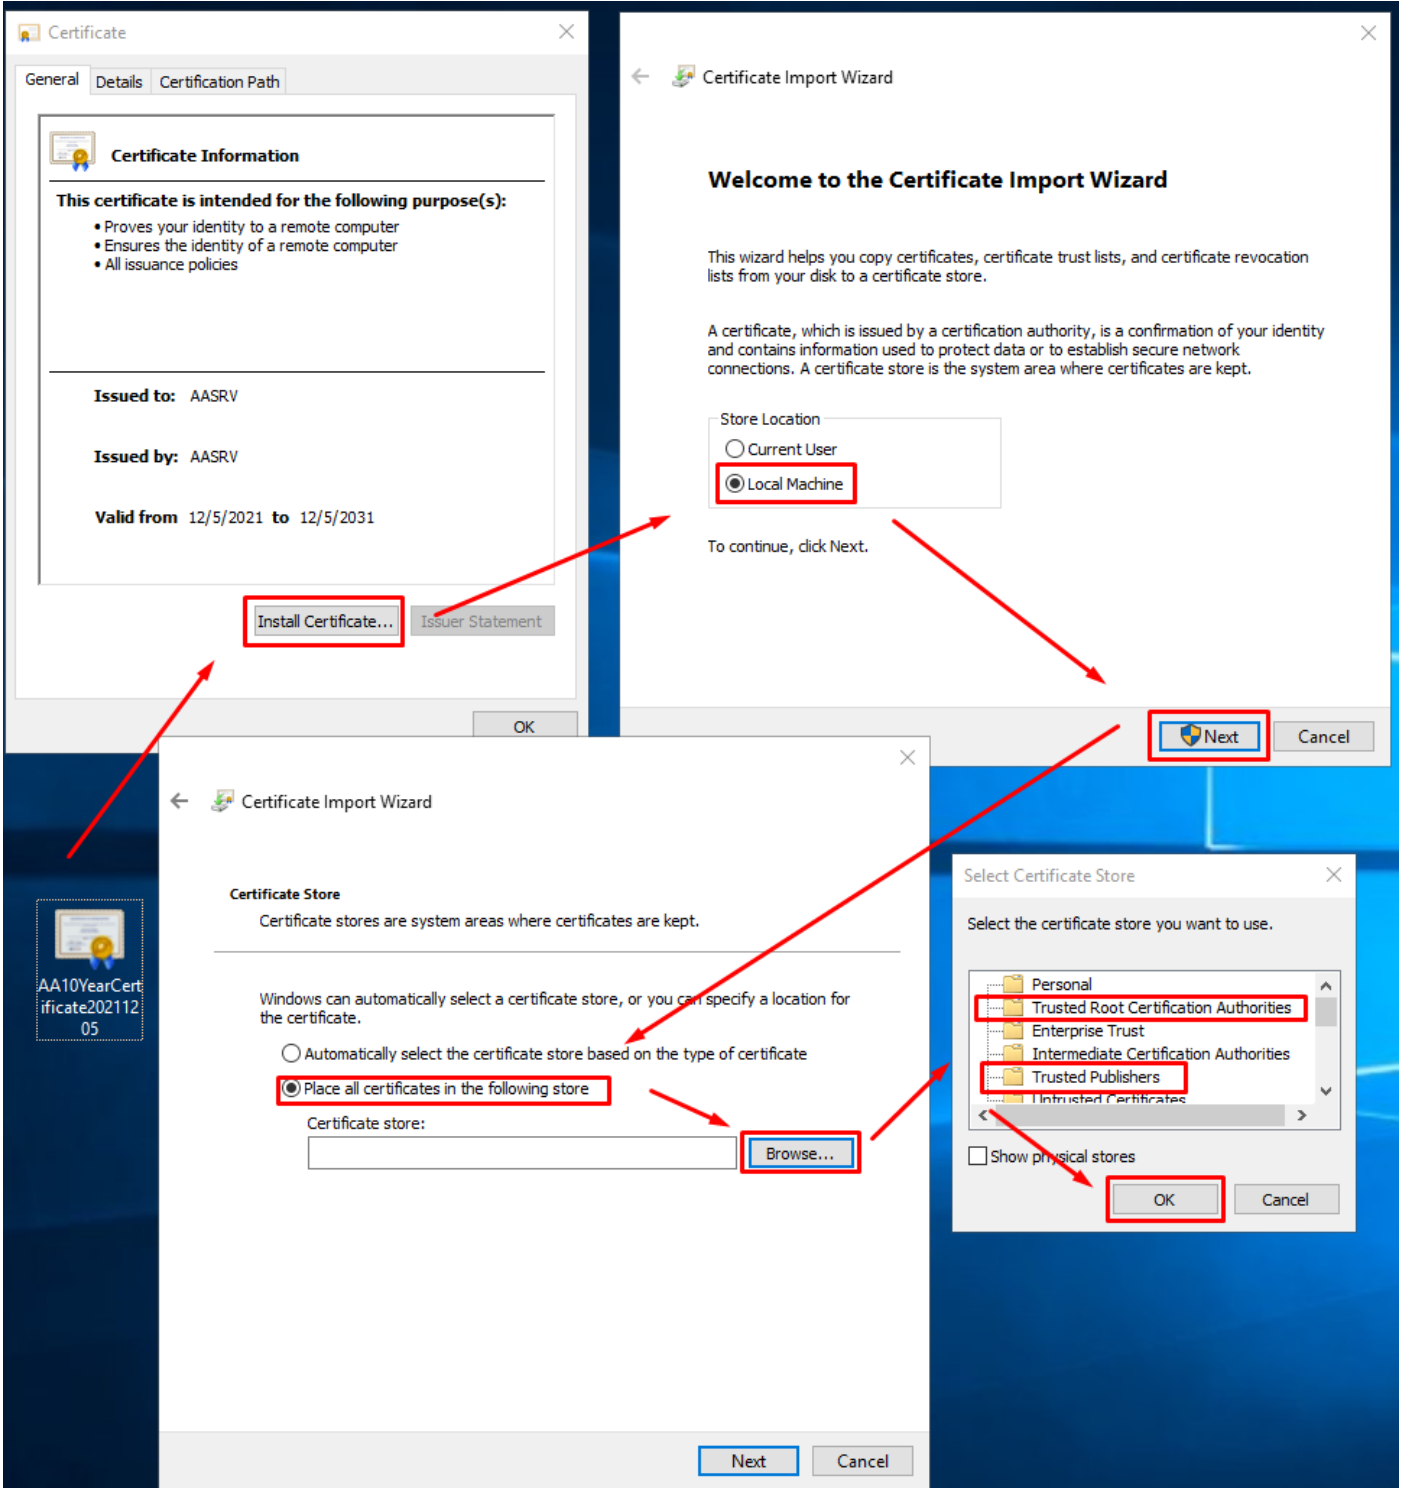 Certificate
General
Details
Certification Path
Certificate Information
This certificate is intended for the following purpose(s):
• Proves your identity to a remote computer
• Ensures the identity of a remote computer
• All issuance policies
Issued to: AASRV
Issued by: AASRV
Valid from 12/5/2021 to 12/5/2031
Install Certificate...
Issuer Statement
OK
Certificate Import Wizard
Welcome to the Certificate Import Wizard
This wizard helps you copy certificates, certificate trust lists, and certificate revocation
lists from your disk to a certificate store.
A certificate, which is issued by a certification authority, is a confirmation of your identity
and contains information used to protect data or to establish secure network
connections. A certificate store is the system area where certificates are kept.
Store Location
Current User
Local Machine
To continue, click Next.
Next
Cancel
AA10YearCert
ificate202112
05
Certificate Import Wizard
Certificate Store
Certificate stores are system areas where certificates are kept.
Windows can automatically select a certificate store, or you can specify a location for
the certificate.
Automatically select the certificate store based on the type of certificate
Place all certificates in the following store
Certificate store:
Browse...
Next
Cancel
Select Certificate Store
Select the certificate store you want to use.
Personal
Trusted Root Certification Authorities
Enterprise Trust
Intermediate Certification Authorities
Trusted Publishers
Untrusted Certificates
Show physical stores
OK
Cancel